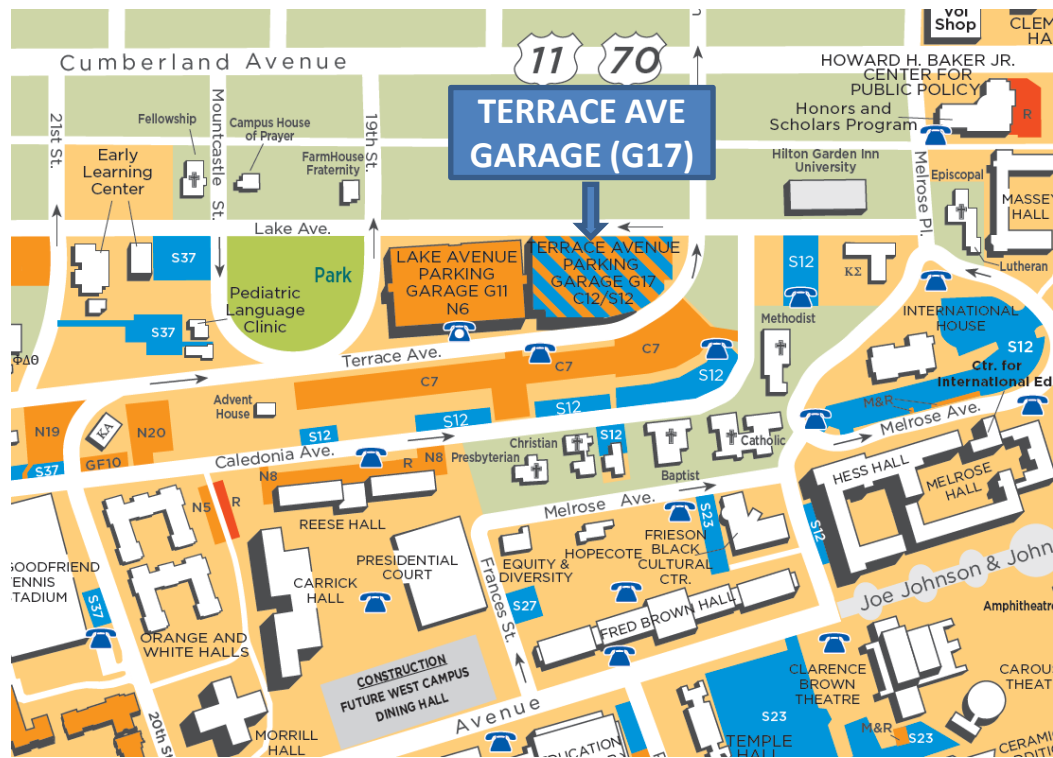 Vol
Shop
CLEM
HA
Cumberland Avenue
11
70
HOWARD H. BAKER JR.
CENTER FOR
PUBLIC POLICY
Honors and
Scholars Program
R
TERRACE AVE
GARAGE (G17)
21st St.
Mountcastle St.
19th St.
Melrose Pl.
Fellowship
Campus House
of Prayer
FarmHouse
Fraternity
Early
Learning
Center
Hilton Garden Inn
University
Episcopal
MASSEY
HALL
Lutheran
Lake Ave.
S37
Park
LAKE AVENUE
PARKING
GARAGE G11
N6
TERRACE AVENUE
PARKING
GARAGE G17
C12/S12
S12
ΚΣ
Pediatric
Language
Clinic
S37
INTERNATIONAL
HOUSE
S12
Methodist
ΦΔΘ
Terrace Ave.
C7
C7
C7
S12
Ctr. for
International Ed
M&R
Melrose Ave.
Advent
House
S12
S12
S12
N19
ΚΑ
N20
GF10
S37
Caledonia Ave.
Christian
Presbyterian
Catholic
Baptist
N8
R
N8
REESE HALL
N5
R
HESS HALL
MELROSE
HALL
Melrose Ave.
S23
S12
PRESIDENTIAL
COURT
EQUITY &
DIVERSITY
HOPECOTE
FRIESON
BLACK
CULTURAL
CTR.
GOODFRIEND
TENNIS
STADIUM
CARRICK
HALL
Frances St.
S27
FRED BROWN HALL
Joe Johnson & John
Amphitheatre
S37
ORANGE AND
WHITE HALLS
CONSTRUCTION
FUTURE WEST CAMPUS
DINING HALL
CLARENCE
BROWN
THEATRE
CAROU
THEAT
20th St
MORRILL
HALL
Avenue
S23
TEMPLE
HALL
M&R
S23
DUCATION
CERAMI